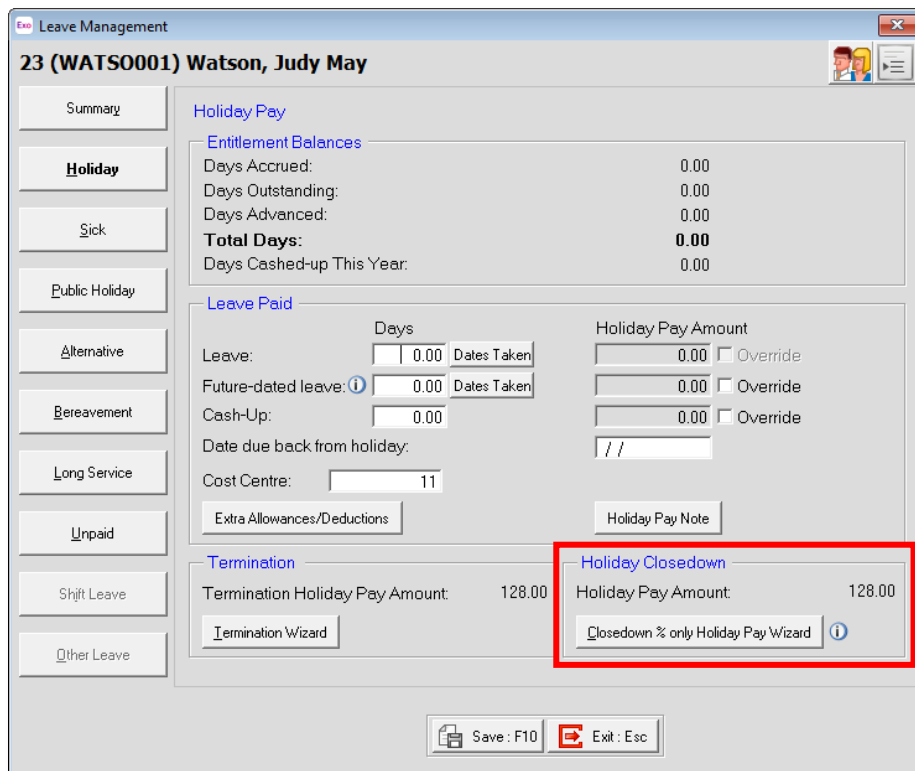 Exo Leave Management
23 (WATSO001) Watson, Judy May
Summary
Holiday
Sick
Public Holiday
Alternative
Bereavement
Long Service
Unpaid
Shift Leave
Other Leave
Holiday Pay
Entitlement Balances
Days Accrued: 0.00
Days Outstanding: 0.00
Days Advanced: 0.00
Total Days: 0.00
Days Cashed-up This Year: 0.00
Leave Paid
Days Holiday Pay Amount
Leave: 0.00 Dates Taken 0.00 Override
Future-dated leave: 0.00 Dates Taken 0.00 Override
Cash-Up: 0.00 0.00 Override
Date due back from holiday: / /
Cost Centre: 11
Extra Allowances/Deductions Holiday Pay Note
Termination
Termination Holiday Pay Amount: 128.00
Termination Wizard
Holiday Closedown
Holiday Pay Amount: 128.00
Closedown % only Holiday Pay Wizard
Save : F10 Exit : Esc